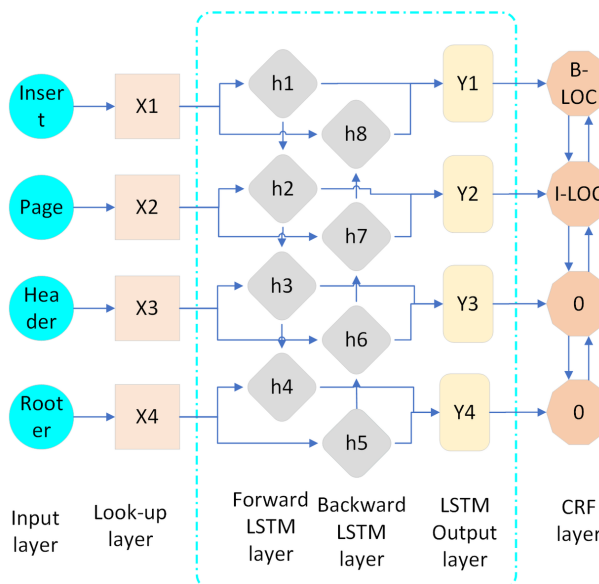 Inser
t
X1
h1
h8
Y1
B-
LOC
Page
X2
h2
h7
Y2
I-LOC
Hea
der
X3
h3
h6
Y3
0
Root
er
X4
h4
h5
Y4
0
Input
layer
Look-up
layer
Forward
LSTM
layer
Backward
LSTM
layer
LSTM
Output
layer
CRF
layer